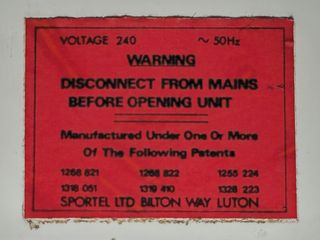 VOLTAGE 240 ~ 50Hz
WARNING
DISCONNECT FROM MAINS
BEFORE OPENING UNIT
Manufactured Under One Or More
Of The Following Patents
1268 821 1268 822 1255 224
1318 051 1319 410 1328 223
SPORTEL LTD BILTON WAY LUTON